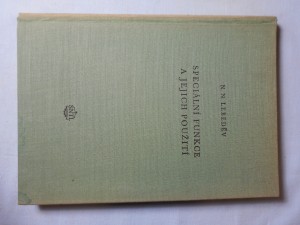 N. N. LEBEDĚV
SPECIÁLNÍ FUNKCE
A JEJICH POUŽITÍ